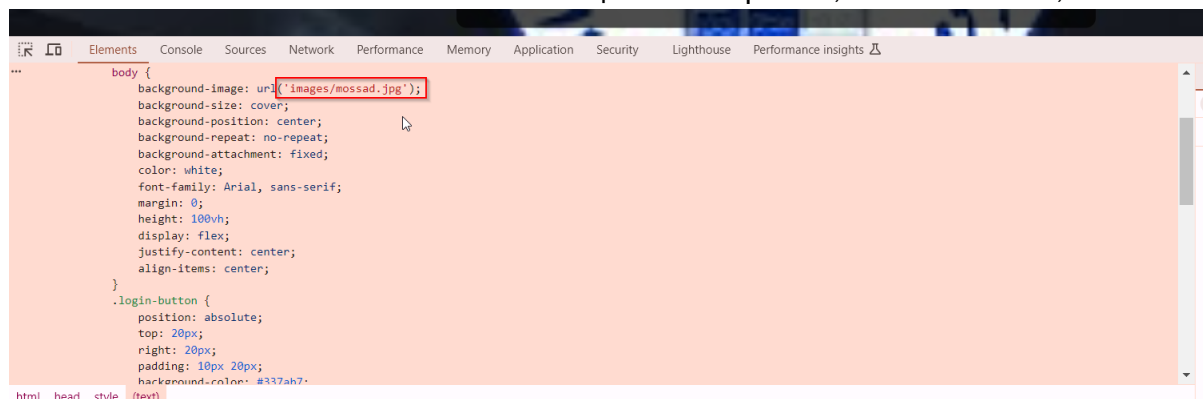 Elements Console Sources Network Performance Memory Application Security Lighthouse Performance insights
...
body {
background-image: url('images/mossad.jpg');
background-size: cover;
background-position: center;
background-repeat: no-repeat;
background-attachment: fixed;
color: white;
font-family: Arial, sans-serif;
margin: 0;
height: 100vh;
display: flex;
justify-content: center;
align-items: center;
}
.login-button {
position: absolute;
top: 20px;
right: 20px;
padding: 10px 20px;
background-color: #337ab7;
html head style (text)